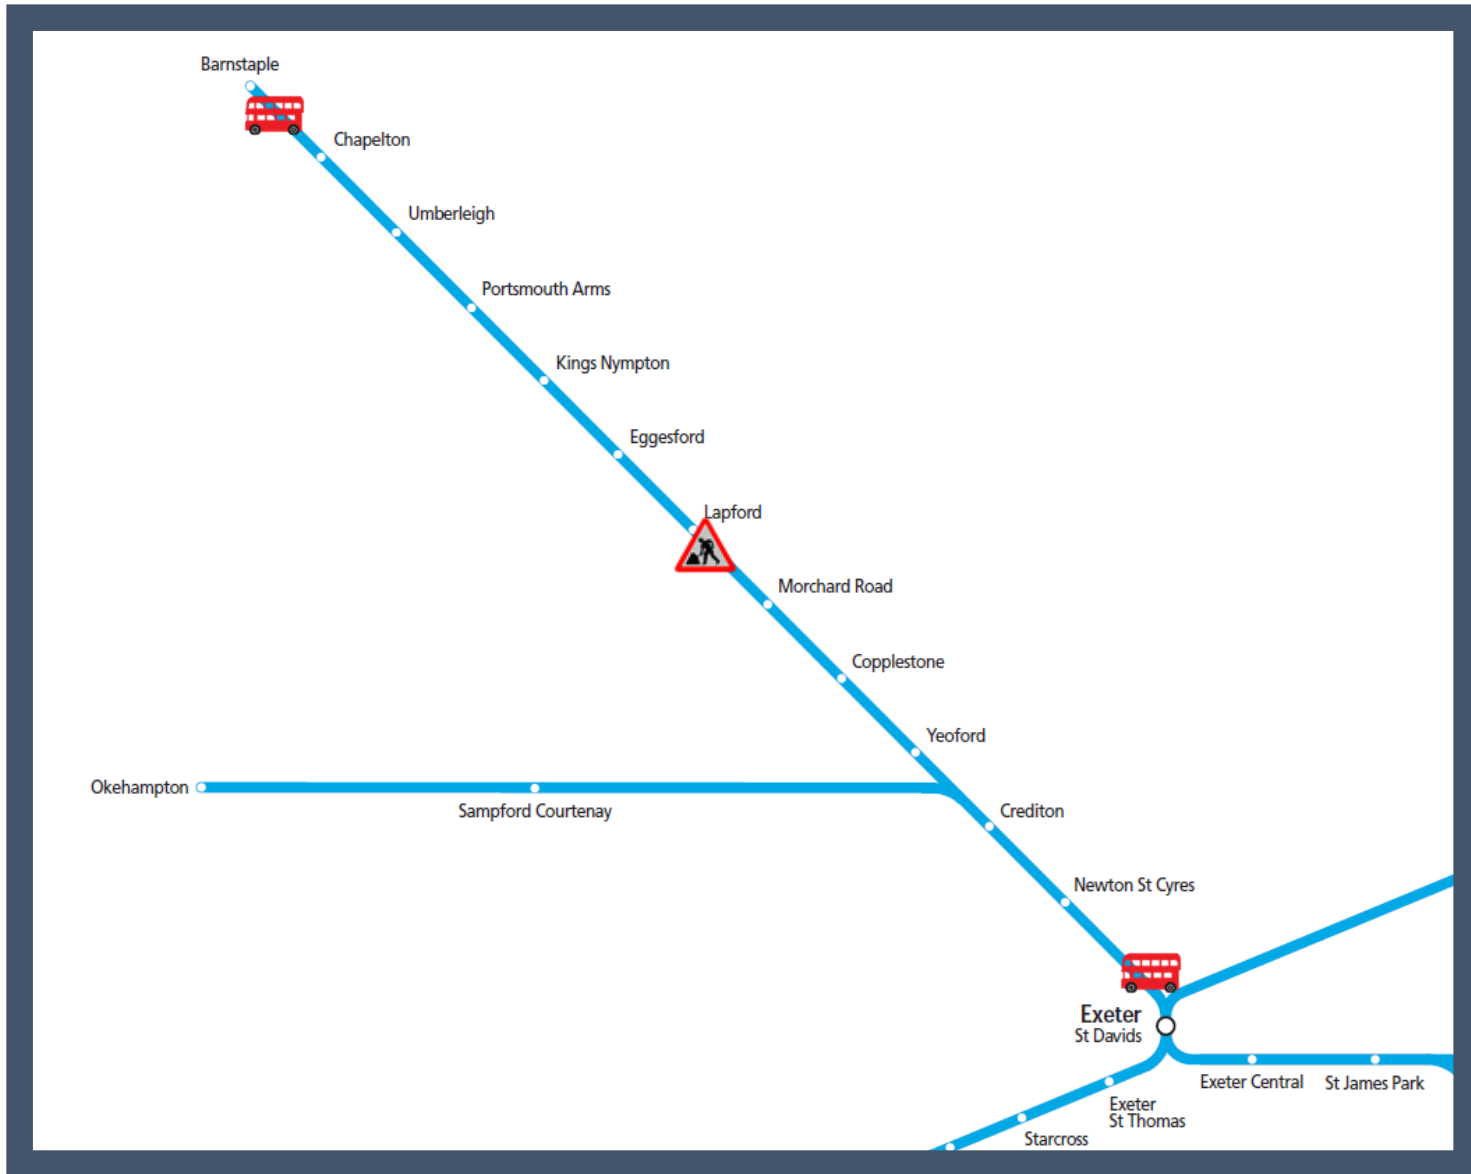 Barnstaple
Chapelton
Umberleigh
Portsmouth Arms
Kings Nympton
Eggesford
Lapford
Morchard Road
Copplestone
Yeoford
Okehampton
Sampford Courtenay
Crediton
Newton St Cyres
Exeter
St Davids
Exeter Central
St James Park
Exeter
St Thomas
Starcross